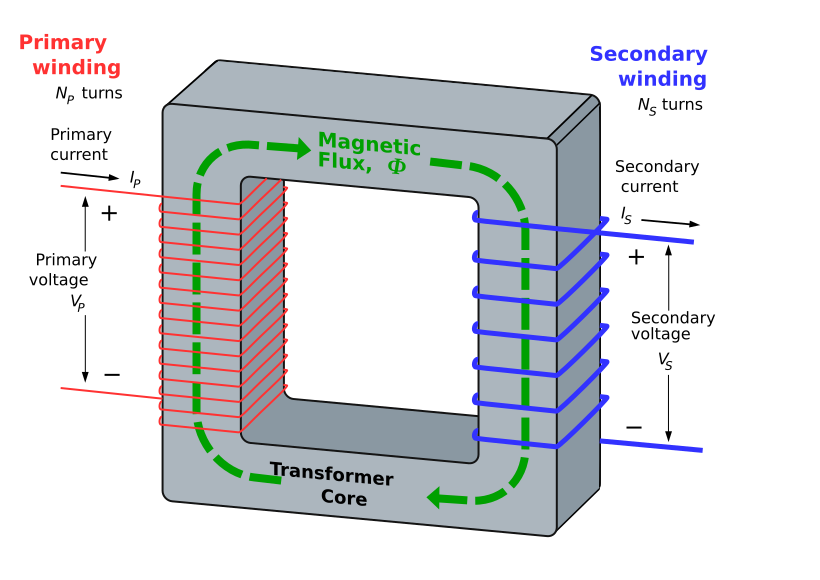 Primary
winding
N_P turns
Primary
current
I_P
+
Primary
voltage
V_P
−
Magnetic
Flux, Φ
Transformer
Core
Secondary
winding
N_S turns
Secondary
current
I_S
+
Secondary
voltage
V_S
−